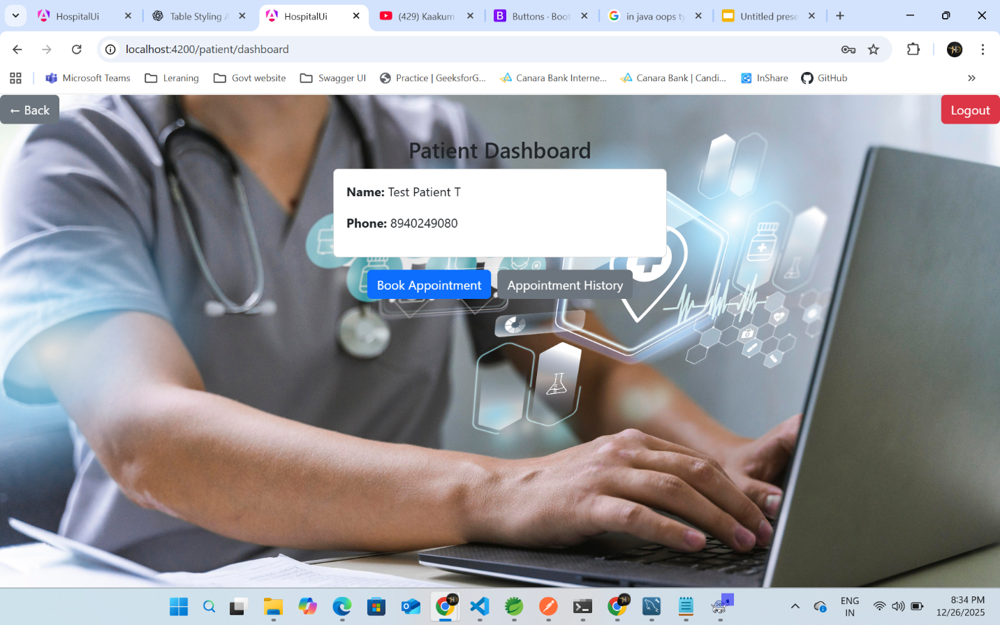 HospitalUi
Table Styling
HospitalUi
(429) Kaakum
Buttons · Boot
in java oops ty
Untitled prese
localhost:4200/patient/dashboard
Microsoft Teams
Leraning
Govt website
Swagger UI
Practice | GeeksforG...
Canara Bank Interne...
Canara Bank | Candi...
InShare
GitHub
← Back
Logout
Patient Dashboard
Name: Test Patient T
Phone: 8940249080
Book Appointment
Appointment History
ENG
IN
8:34 PM
12/26/2025